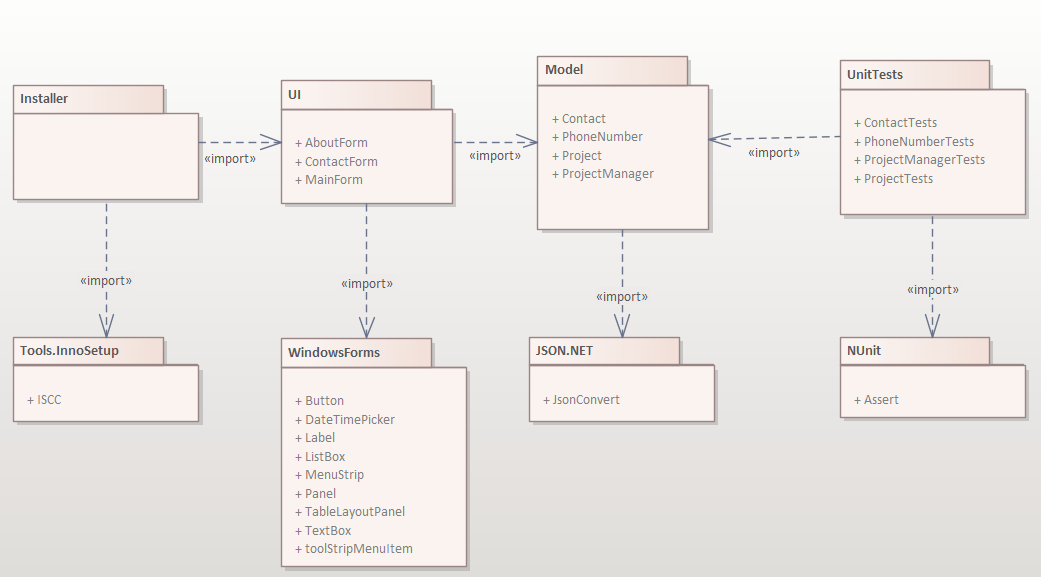 Installer
«import»
UI
+ AboutForm
+ ContactForm
+ MainForm
«import»
Model
+ Contact
+ PhoneNumber
+ Project
+ ProjectManager
«import»
UnitTests
+ ContactTests
+ PhoneNumberTests
+ ProjectManagerTests
+ ProjectTests
«import»
«import»
«import»
«import»
Tools.InnoSetup
+ ISCC
WindowsForms
+ Button
+ DateTimePicker
+ Label
+ ListBox
+ MenuStrip
+ Panel
+ TableLayoutPanel
+ TextBox
+ toolStripMenuItem
JSON.NET
+ JsonConvert
NUnit
+ Assert